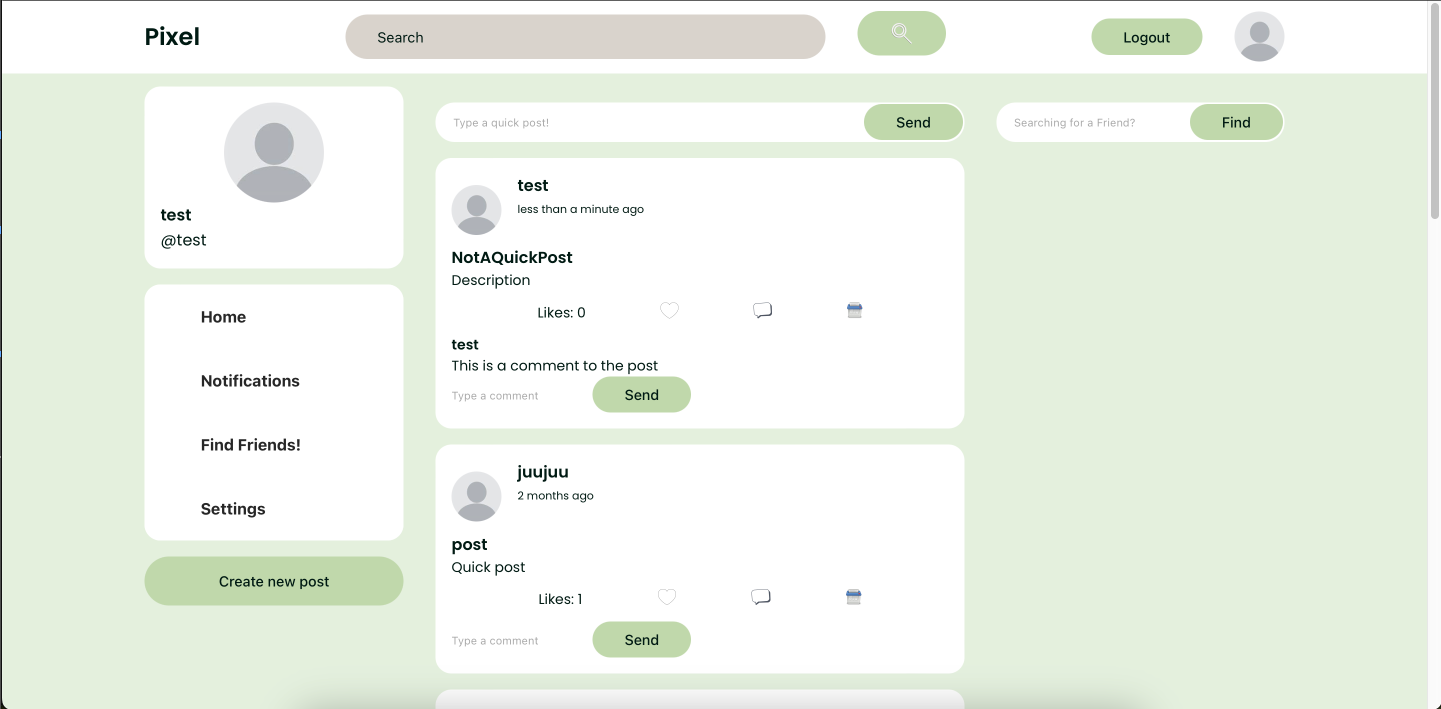 Pixel
Search
Logout
test
@test
Home
Notifications
Find Friends!
Settings
Create new post
Type a quick post!
Send
test
less than a minute ago
NotAQuickPost
Description
Likes: 0
test
This is a comment to the post
Type a comment
Send
juujuu
2 months ago
post
Quick post
Likes: 1
Type a comment
Send
Searching for a Friend?
Find